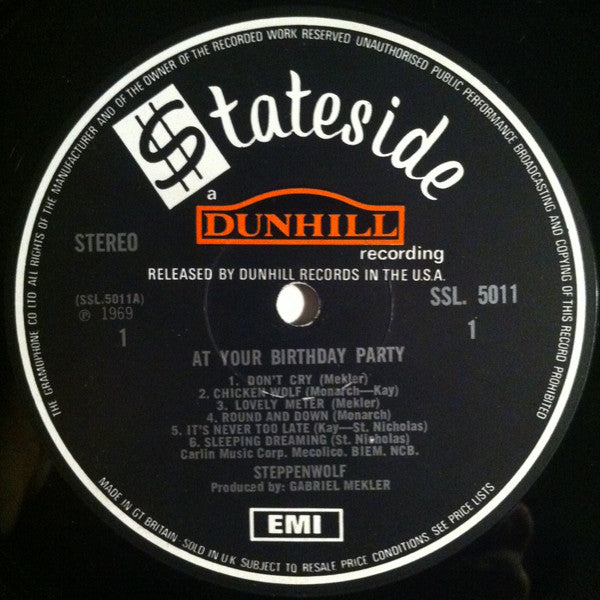 THE GRAMOPHONE CO LTD ALL RIGHTS OF THE MANUFACTURER AND OF THE OWNER OF THE RECORDED WORK RESERVED UNAUTHORISED PUBLIC PERFORMANCE BROADCASTING AND COPYING OF THIS RECORD PROHIBITED
$tateside
a
DUNHILL
recording
STEREO
RELEASED BY DUNHILL RECORDS IN THE U.S.A.
(SSL.5011A)
℗ 1969
1
SSL. 5011
1
AT YOUR BIRTHDAY PARTY
1. DON'T CRY (Mekler)
2. CHICKEN WOLF (Monarch—Kay)
3. LOVELY METER (Mekler)
4. ROUND AND DOWN (Monarch)
5. IT'S NEVER TOO LATE (Kay—St. Nicholas)
6. SLEEPING DREAMING (St. Nicholas)
Carlin Music Corp. Mecolico. BIEM. NCB.
STEPPENWOLF
Produced by: GABRIEL MEKLER
EMI
MADE IN GT BRITAIN - SOLD IN U K SUBJECT TO RESALE PRICE CONDITIONS, SEE PRICE LISTS